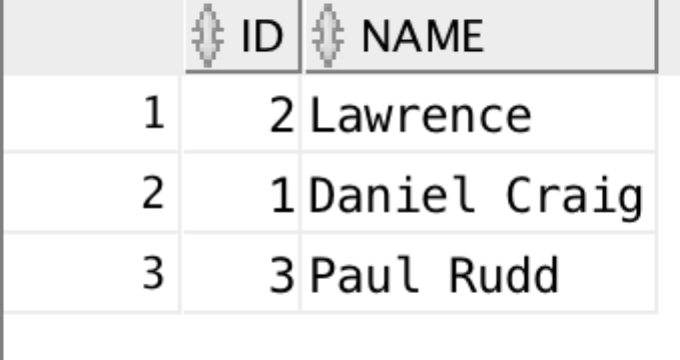 ID NAME
1 2 Lawrence
2 1 Daniel Craig
3 3 Paul Rudd